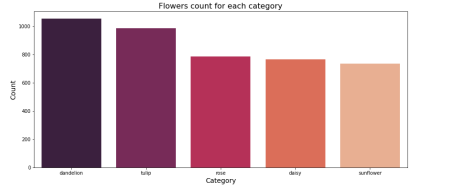 Flowers count for each category
1000
800
600
400
200
0
Count
dandelion tulip rose daisy sunflower
Category